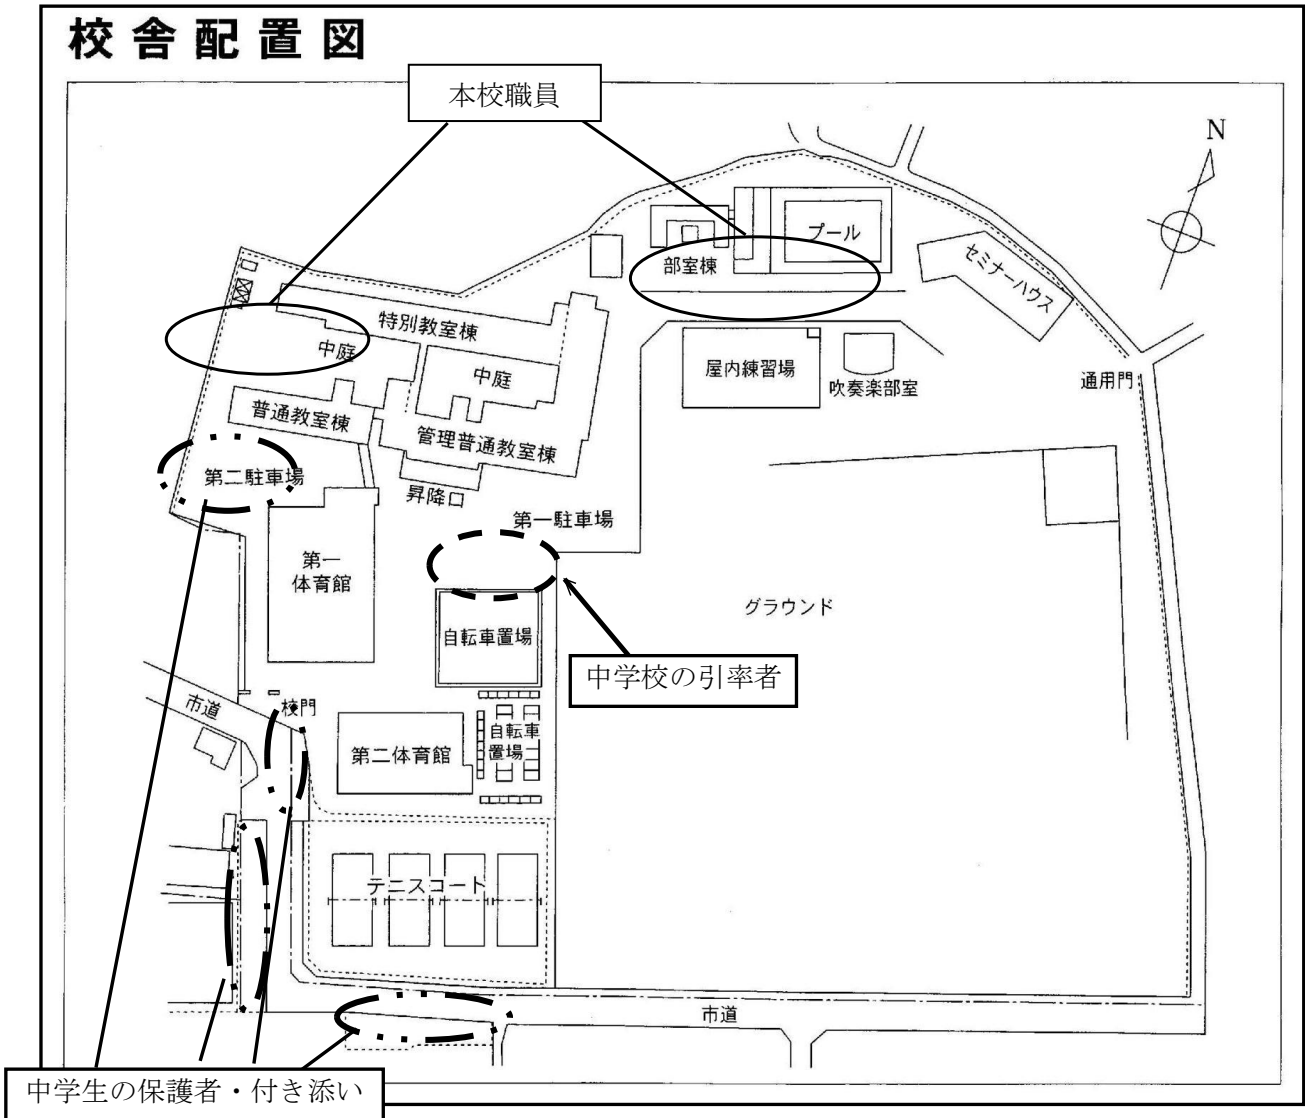 校舎配置図
本校職員
N
プール
部室棟
セミナーハウス
特別教室棟
中庭
中庭
屋内練習場
吹奏楽部室
通用門
普通教室棟
管理普通教室棟
第二駐車場
昇降口
第一駐車場
第一
体育館
グラウンド
自転車置場
中学校の引率者
市道
校門
自転車
置場
第二体育館
テニスコート
市道
中学生の保護者・付き添い